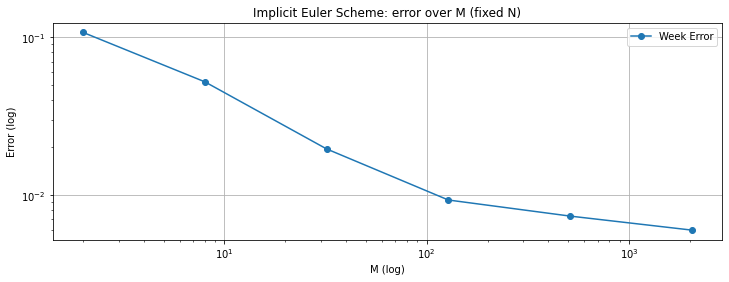 Implicit Euler Scheme: error over M (fixed N)
Week Error
10⁻¹
Error (log)
10⁻²
10¹
10²
10³
M (log)